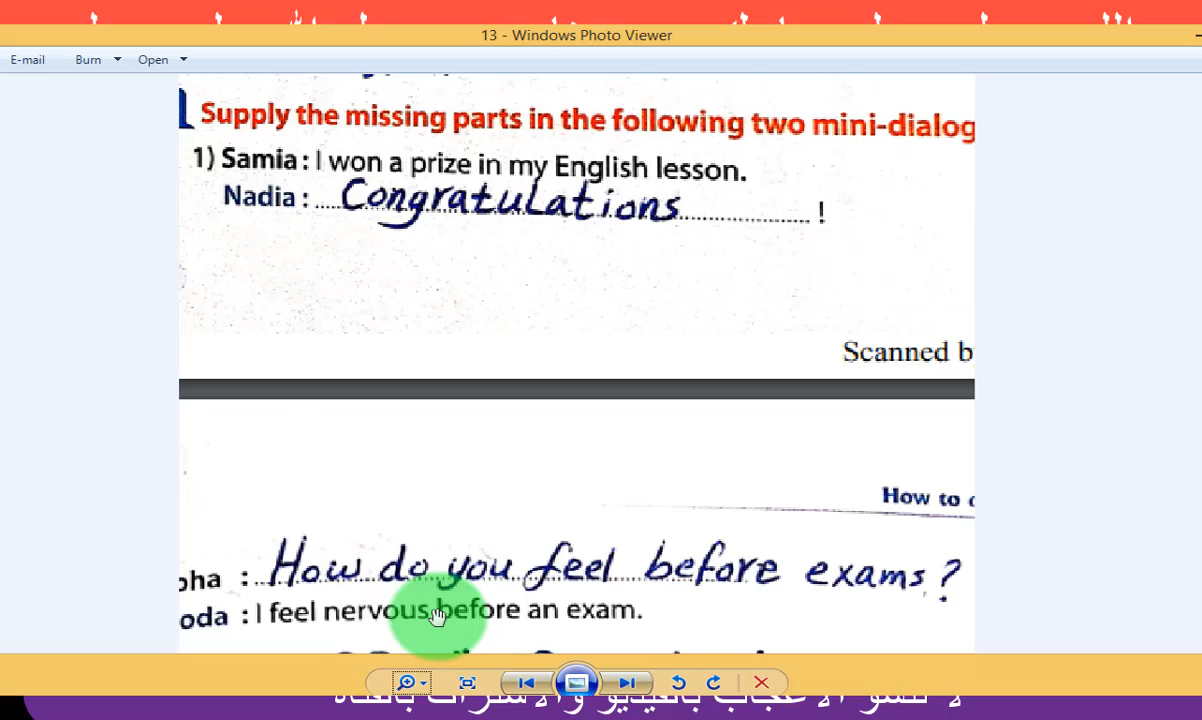 13 - Windows Photo Viewer
E-mail Burn Open
Supply the missing parts in the following two mini-dialog
1) Samia : I won a prize in my English lesson.
Nadia : Congratulations !
Scanned b
How to
pha : How do you feel before exams?
oda : I feel nervous before an exam.